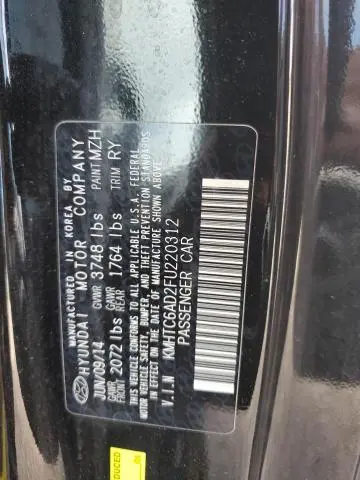 MANUFACTURED IN KOREA BY
HYUNDAI MOTOR COMPANY
JUN/09/14 GVWR 3748 lbs PAINT MZH
GAWR FRONT 2072 lbs GAWR REAR 1764 lbs TRIM RY
THIS VEHICLE CONFORMS TO ALL APPLICABLE U.S.A. FEDERAL
MOTOR VEHICLE SAFETY, BUMPER, AND THEFT PREVENTION STANDARDS
IN EFFECT ON THE DATE OF MANUFACTURE SHOWN ABOVE
V.I.N KMHTC6AD2FU220312
PASSENGER CAR
DUCED